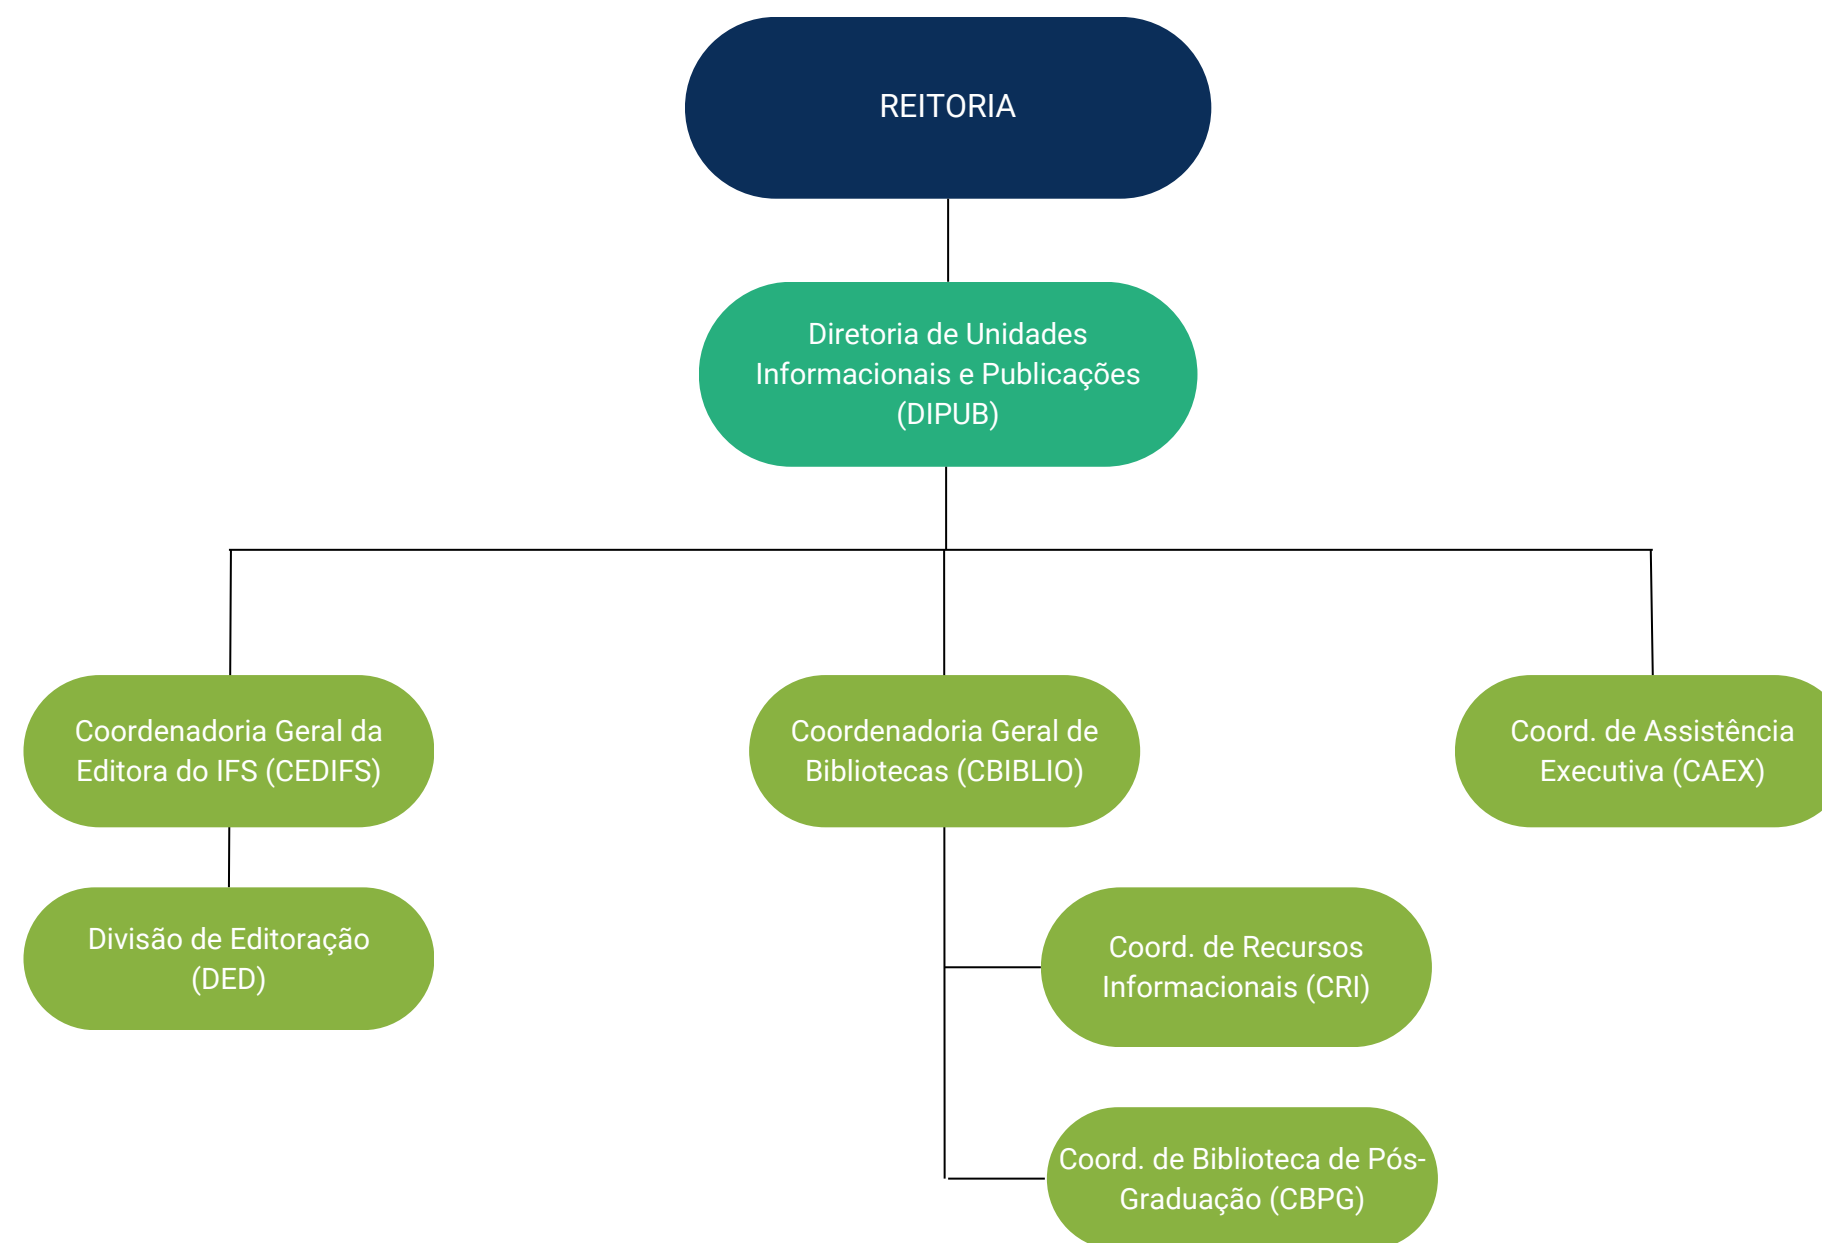 REITORIA
Diretoria de Unidades
Informacionais e Publicações
(DIPUB)
Coordenadoria Geral da
Editora do IFS (CEDIFS)
Coordenadoria Geral de
Bibliotecas (CBIBLIO)
Coord. de Assistência
Executiva (CAEX)
Divisão de Editoração
(DED)
Coord. de Recursos
Informacionais (CRI)
Coord. de Biblioteca de Pós-
Graduação (CBPG)